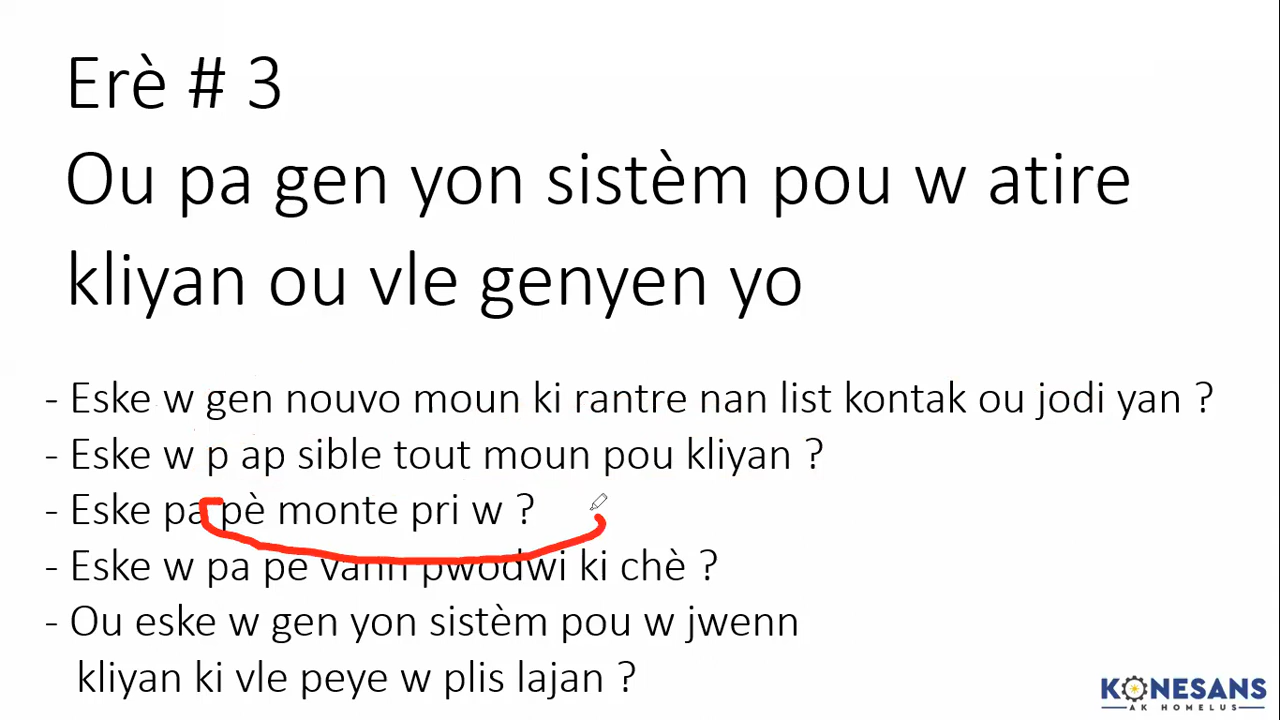 Erè # 3
Ou pa gen yon sistèm pou w atire
kliyan ou vle genyen yo
- Eske w gen nouvo moun ki rantre nan list kontak ou jodi yan ?
- Eske w p ap sible tout moun pou kliyan ?
- Eske pa pè monte pri w ?
- Eske w pa pe vann pwodwi ki chè ?
- Ou eske w gen yon sistèm pou w jwenn
kliyan ki vle peye w plis lajan ?
KONESANS
AK HOMELUS